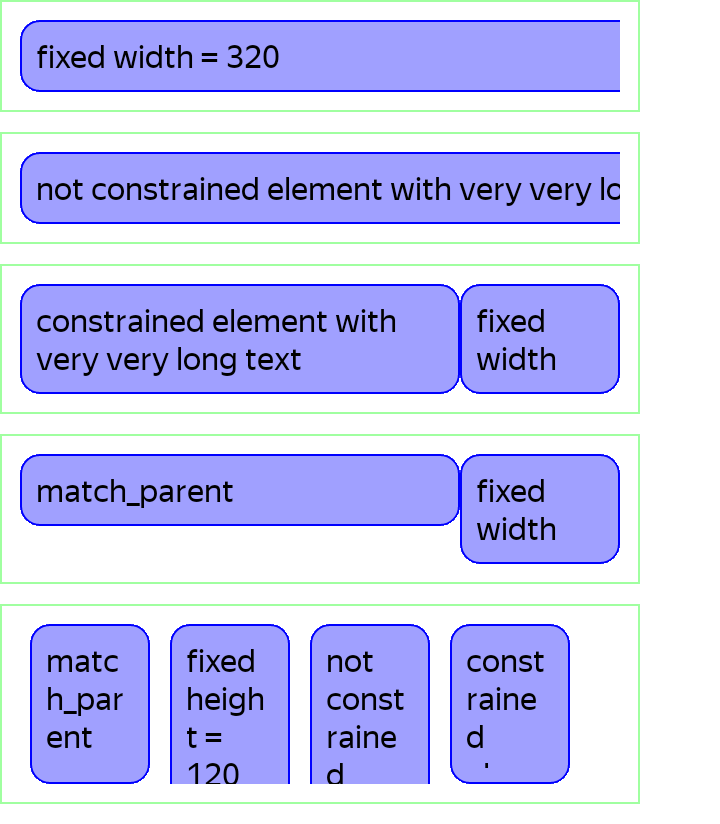 fixed width = 320
not constrained element with very very lo
constrained element with
very very long text
fixed
width
match_parent
fixed
width
matc
h_par
ent
fixed
heigh
t =
120
not
const
raine
d
const
raine
d